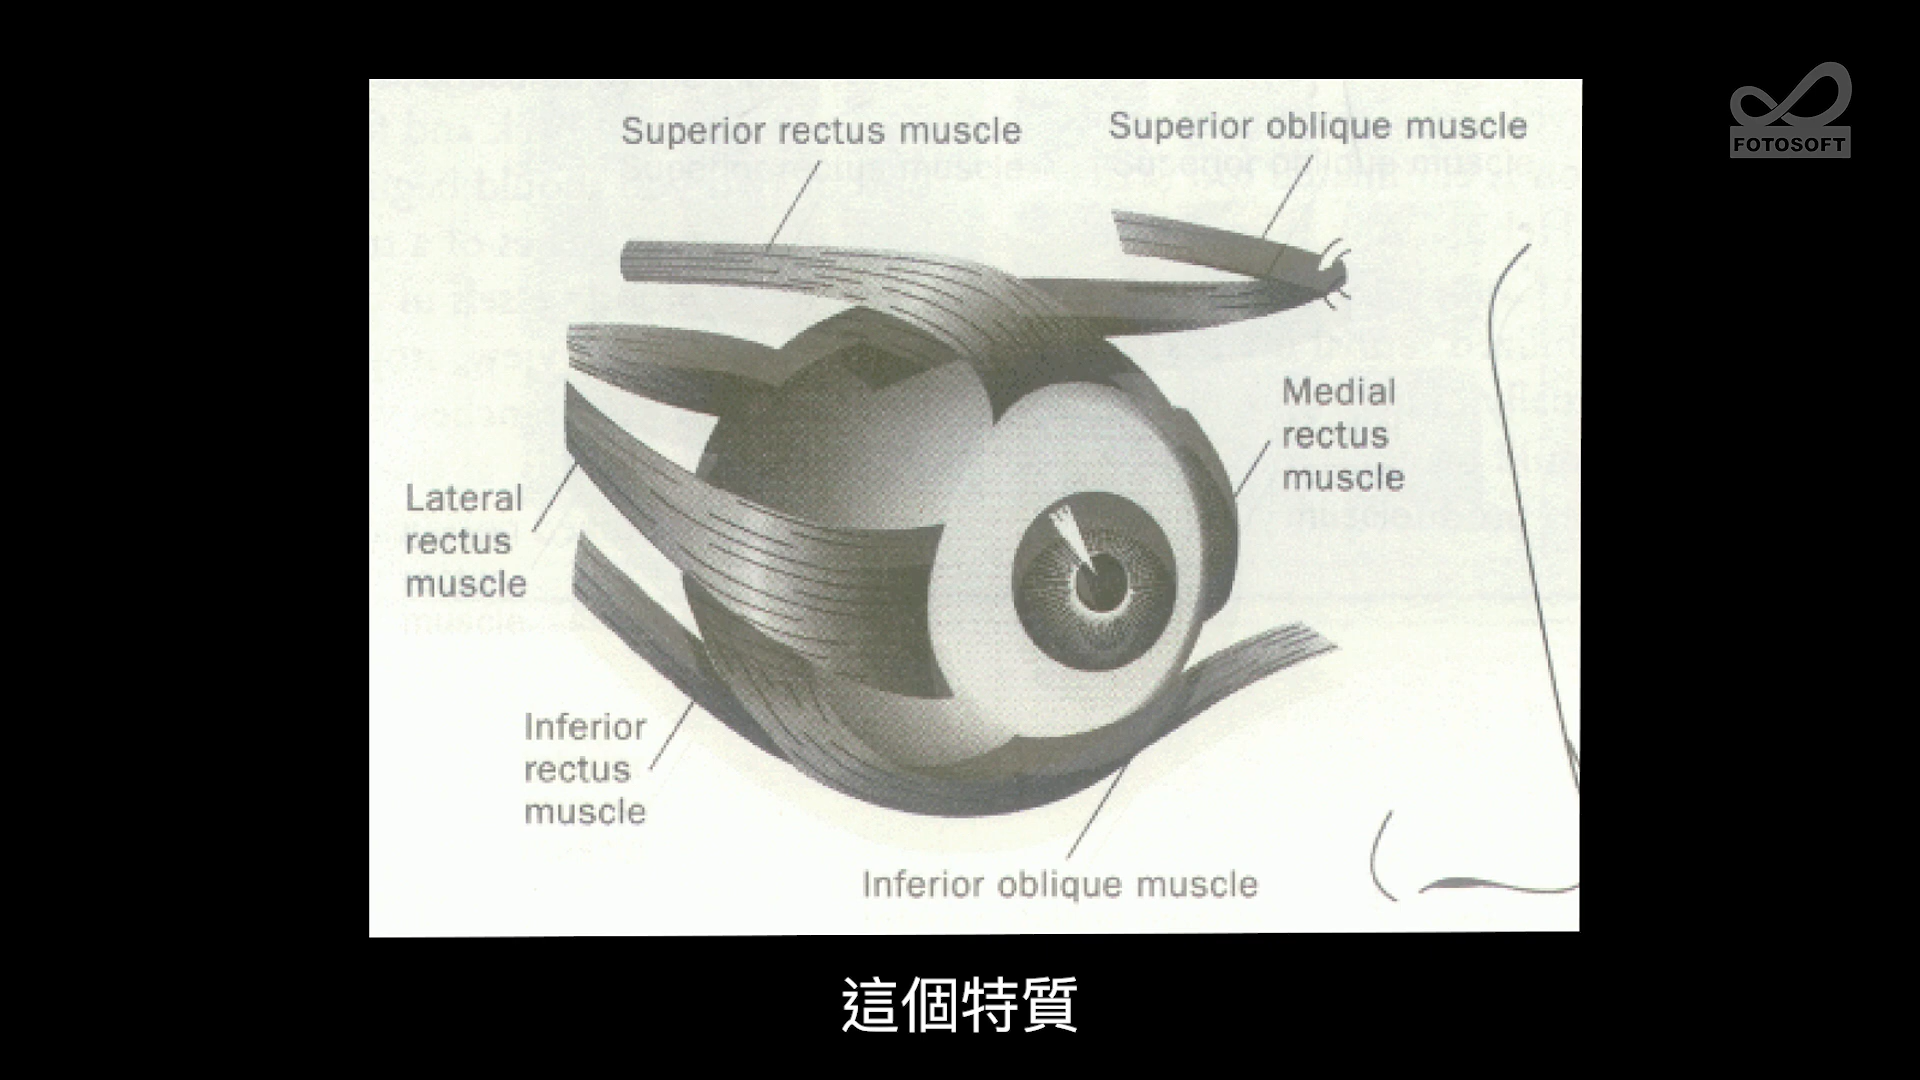 Superior rectus muscle
Superior oblique muscle
FOTOSOFT
Medial
rectus
muscle
Lateral
rectus
muscle
Inferior
rectus
muscle
Inferior oblique muscle
這個特質